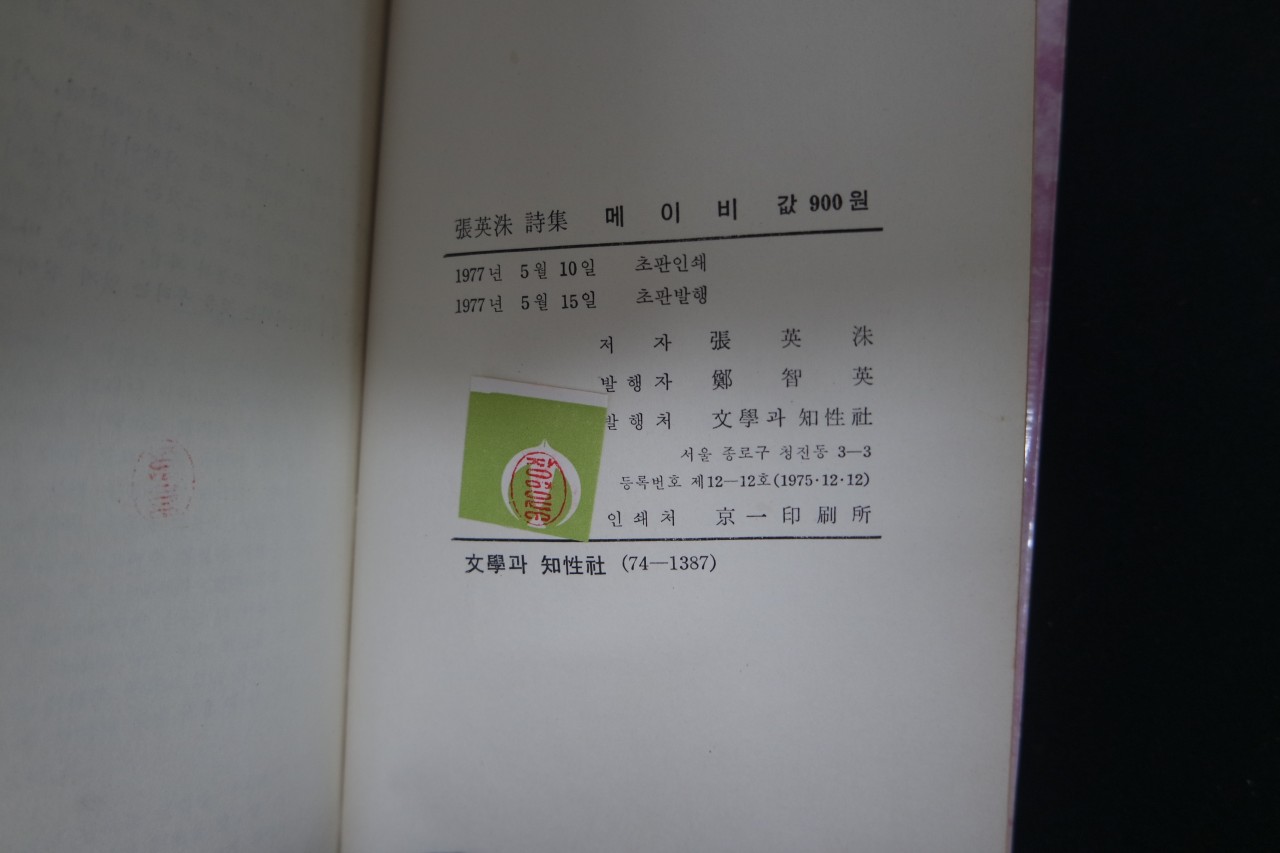 張英洙 詩集 메이비 값 900원
1977년 5월 10일 초판인쇄
1977년 5월 15일 초판발행
저자 張英洙
발행자 鄭智英
발행처 文學과 知性社
서울 종로구 청진동 3—3
등록번호 제12—12호(1975·12·12)
인쇄처 京一印刷所
文學과 知性社 (74—1387)